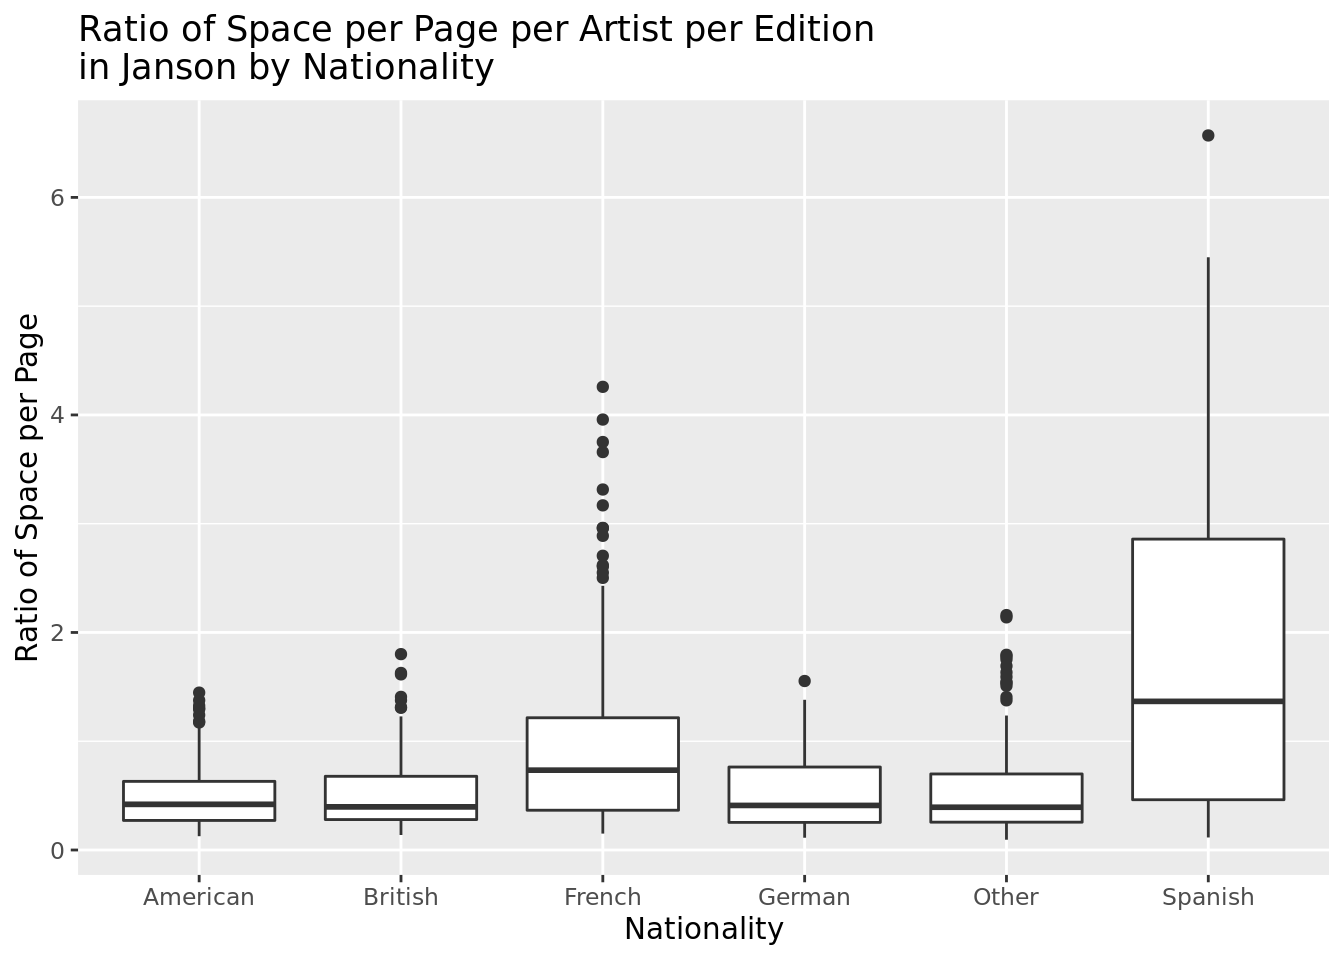 Ratio of Space per Page per Artist per Edition
in Janson by Nationality
Ratio of Space per Page
6
4
2
0
American British French German Other Spanish
Nationality